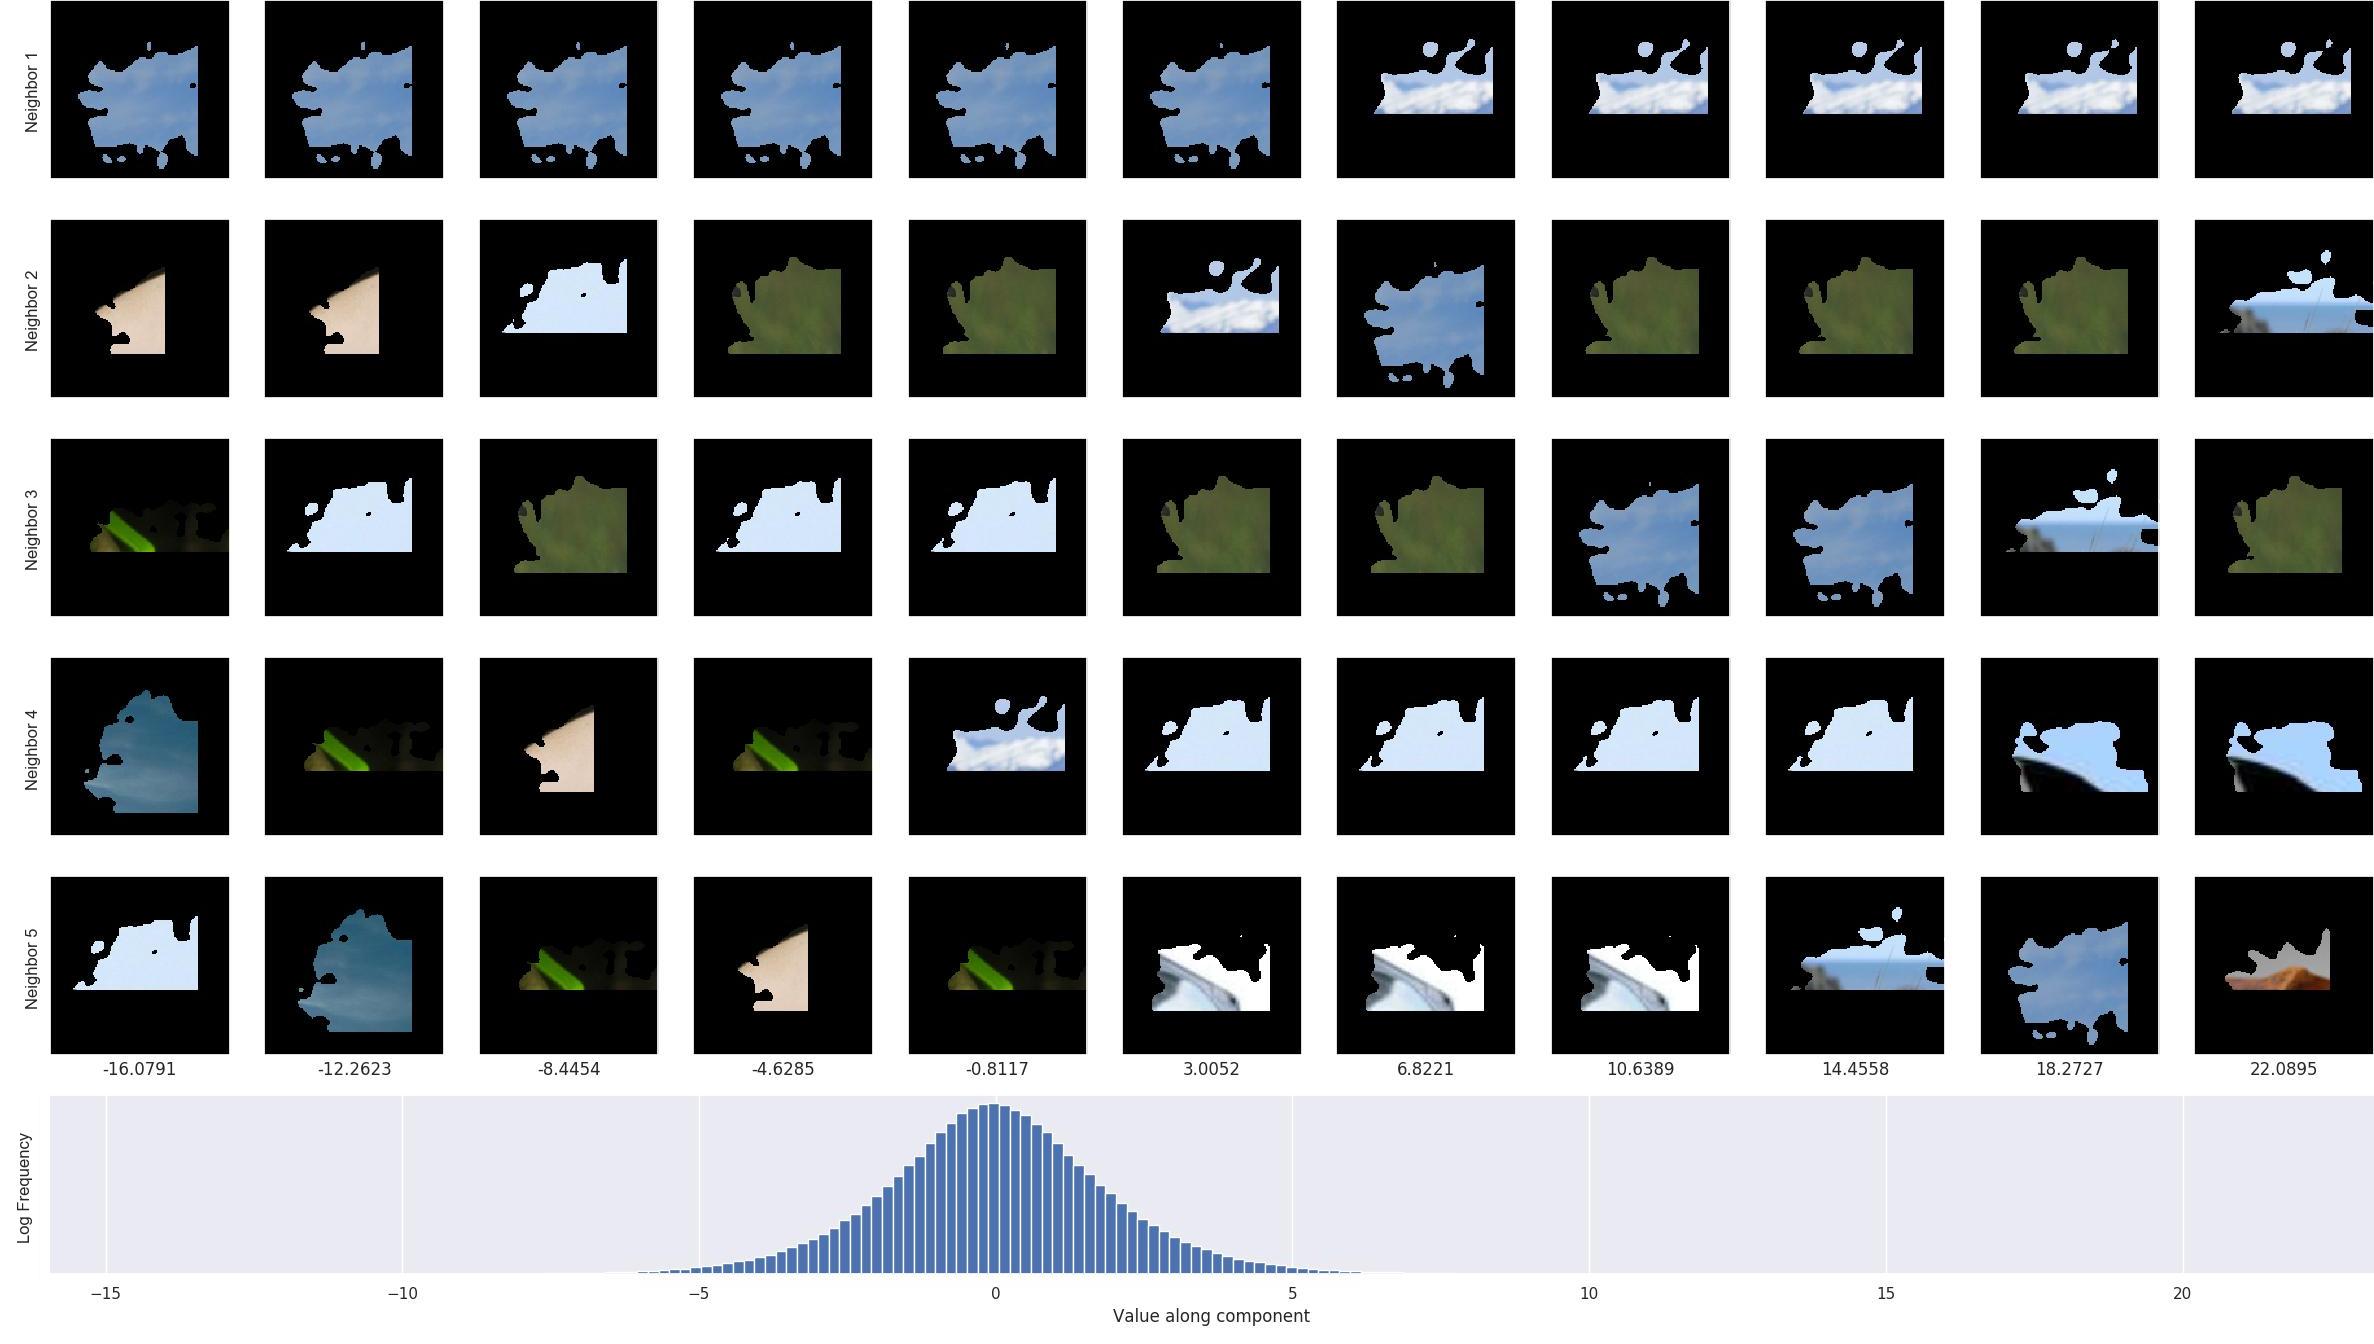 Neighbor 1
Neighbor 2
Neighbor 3
Neighbor 4
Neighbor 5
-16.0791 -12.2623 -8.4454 -4.6285 -0.8117 3.0052 6.8221 10.6389 14.4558 18.2727 22.0895
Log Frequency
−15 −10 −5 0 5 10 15 20
Value along component